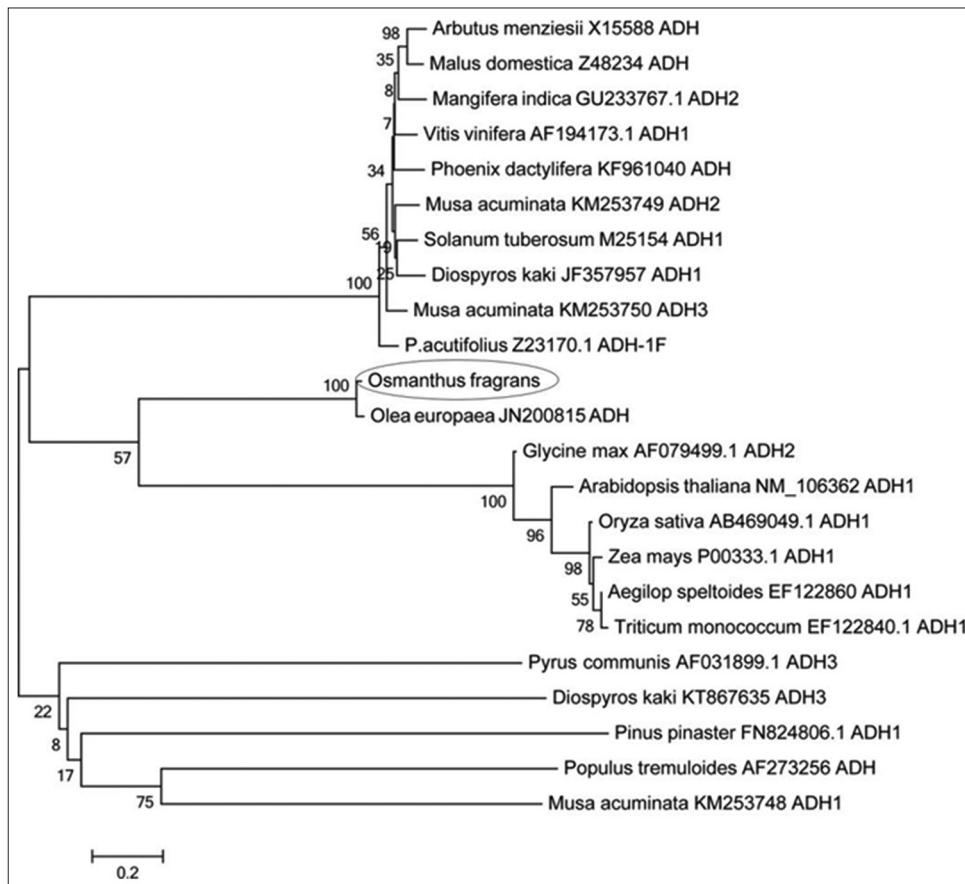 98
Arbutus menziesii X15588 ADH
35
Malus domestica Z48234 ADH
8
Mangifera indica GU233767.1 ADH2
7
Vitis vinifera AF194173.1 ADH1
34
Phoenix dactylifera KF961040 ADH
Musa acuminata KM253749 ADH2
56
19
Solanum tuberosum M25154 ADH1
100
25
Diospyros kaki JF357957 ADH1
Musa acuminata KM253750 ADH3
P.acutifolius Z23170.1 ADH-1F
100
Osmanthus fragrans
Olea europaea JN200815 ADH
57
Glycine max AF079499.1 ADH2
100
Arabidopsis thaliana NM_106362 ADH1
96
Oryza sativa AB469049.1 ADH1
98
Zea mays P00333.1 ADH1
55
Aegilop speltoides EF122860 ADH1
78
Triticum monococcum EF122840.1 ADH1
Pyrus communis AF031899.1 ADH3
22
Diospyros kaki KT867635 ADH3
8
Pinus pinaster FN824806.1 ADH1
17
Populus tremuloides AF273256 ADH
75
Musa acuminata KM253748 ADH1
0.2